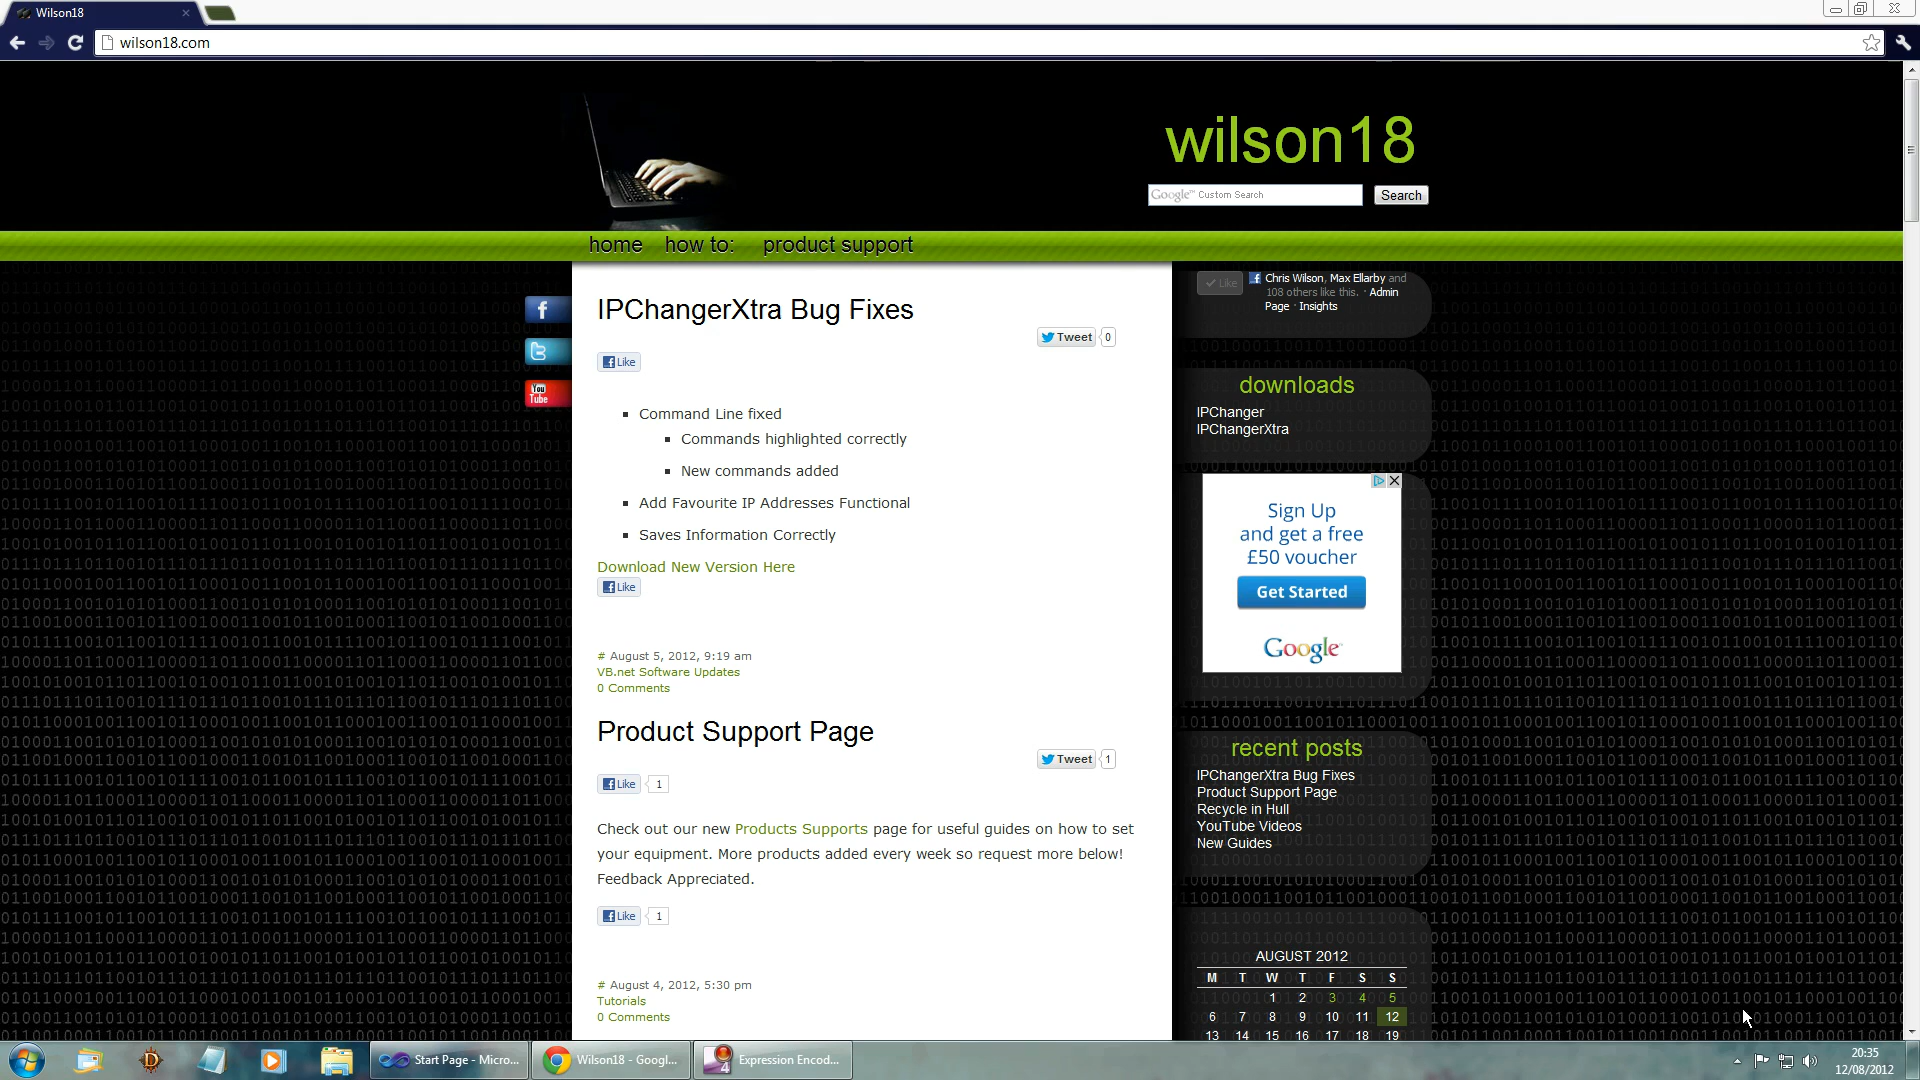 Wilson18
wilson18.com
wilson18
Google™ Custom Search
Search
home how to: product support
IPChangerXtra Bug Fixes
Tweet 0
Like
Command Line fixed
Commands highlighted correctly
New commands added
Add Favourite IP Addresses Functional
Saves Information Correctly
Download New Version Here
Like
# August 5, 2012, 9:19 am
VB.net Software Updates
0 Comments
Product Support Page
Tweet 1
Like 1
Check out our new Products Supports page for useful guides on how to set
your equipment. More products added every week so request more below!
Feedback Appreciated.
Like 1
# August 4, 2012, 5:30 pm
Tutorials
0 Comments
You
Tube
Like
Chris Wilson, Max Ellarby and
108 others like this. · Admin
Page · Insights
downloads
IPChanger
IPChangerXtra
Sign Up
and get a free
£50 voucher
Get Started
Google
recent posts
IPChangerXtra Bug Fixes
Product Support Page
Recycle in Hull
YouTube Videos
New Guides
AUGUST 2012
M T W T F S S
1 2 3 4 5
6 7 8 9 10 11 12
13 14 15 16 17 18 19
Start Page - Micro...
Wilson18 - Googl...
4 Expression Encod...
20:35
12/08/2012